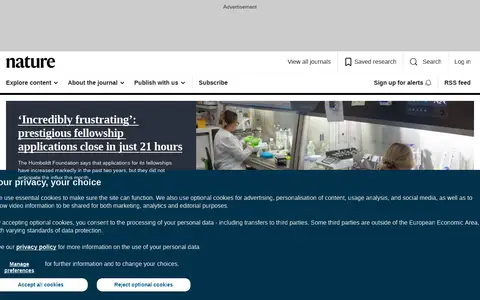 Advertisement
nature
View all journals
Saved research
Search
Log in
Explore content
About the journal
Publish with us
Subscribe
Sign up for alerts
RSS feed
‘Incredibly frustrating’:
prestigious fellowship
applications close in just 21 hours
The Humboldt Foundation says that applications for its fellowships
have increased markedly in the past two years, but they did not
anticipate the influx this month.
our privacy, your choice
e use essential cookies to make sure the site can function. We also use optional cookies for advertising, personalisation of content, usage analysis, and social media, as well as to
ow video information to be shared for both marketing, analytics and editorial purposes.
y accepting optional cookies, you consent to the processing of your personal data - including transfers to third parties. Some third parties are outside of the European Economic Area,
th varying standards of data protection.
ee our privacy policy for more information on the use of your personal data.
Manage
preferences
for further information and to change your choices.
Accept all cookies
Reject optional cookies